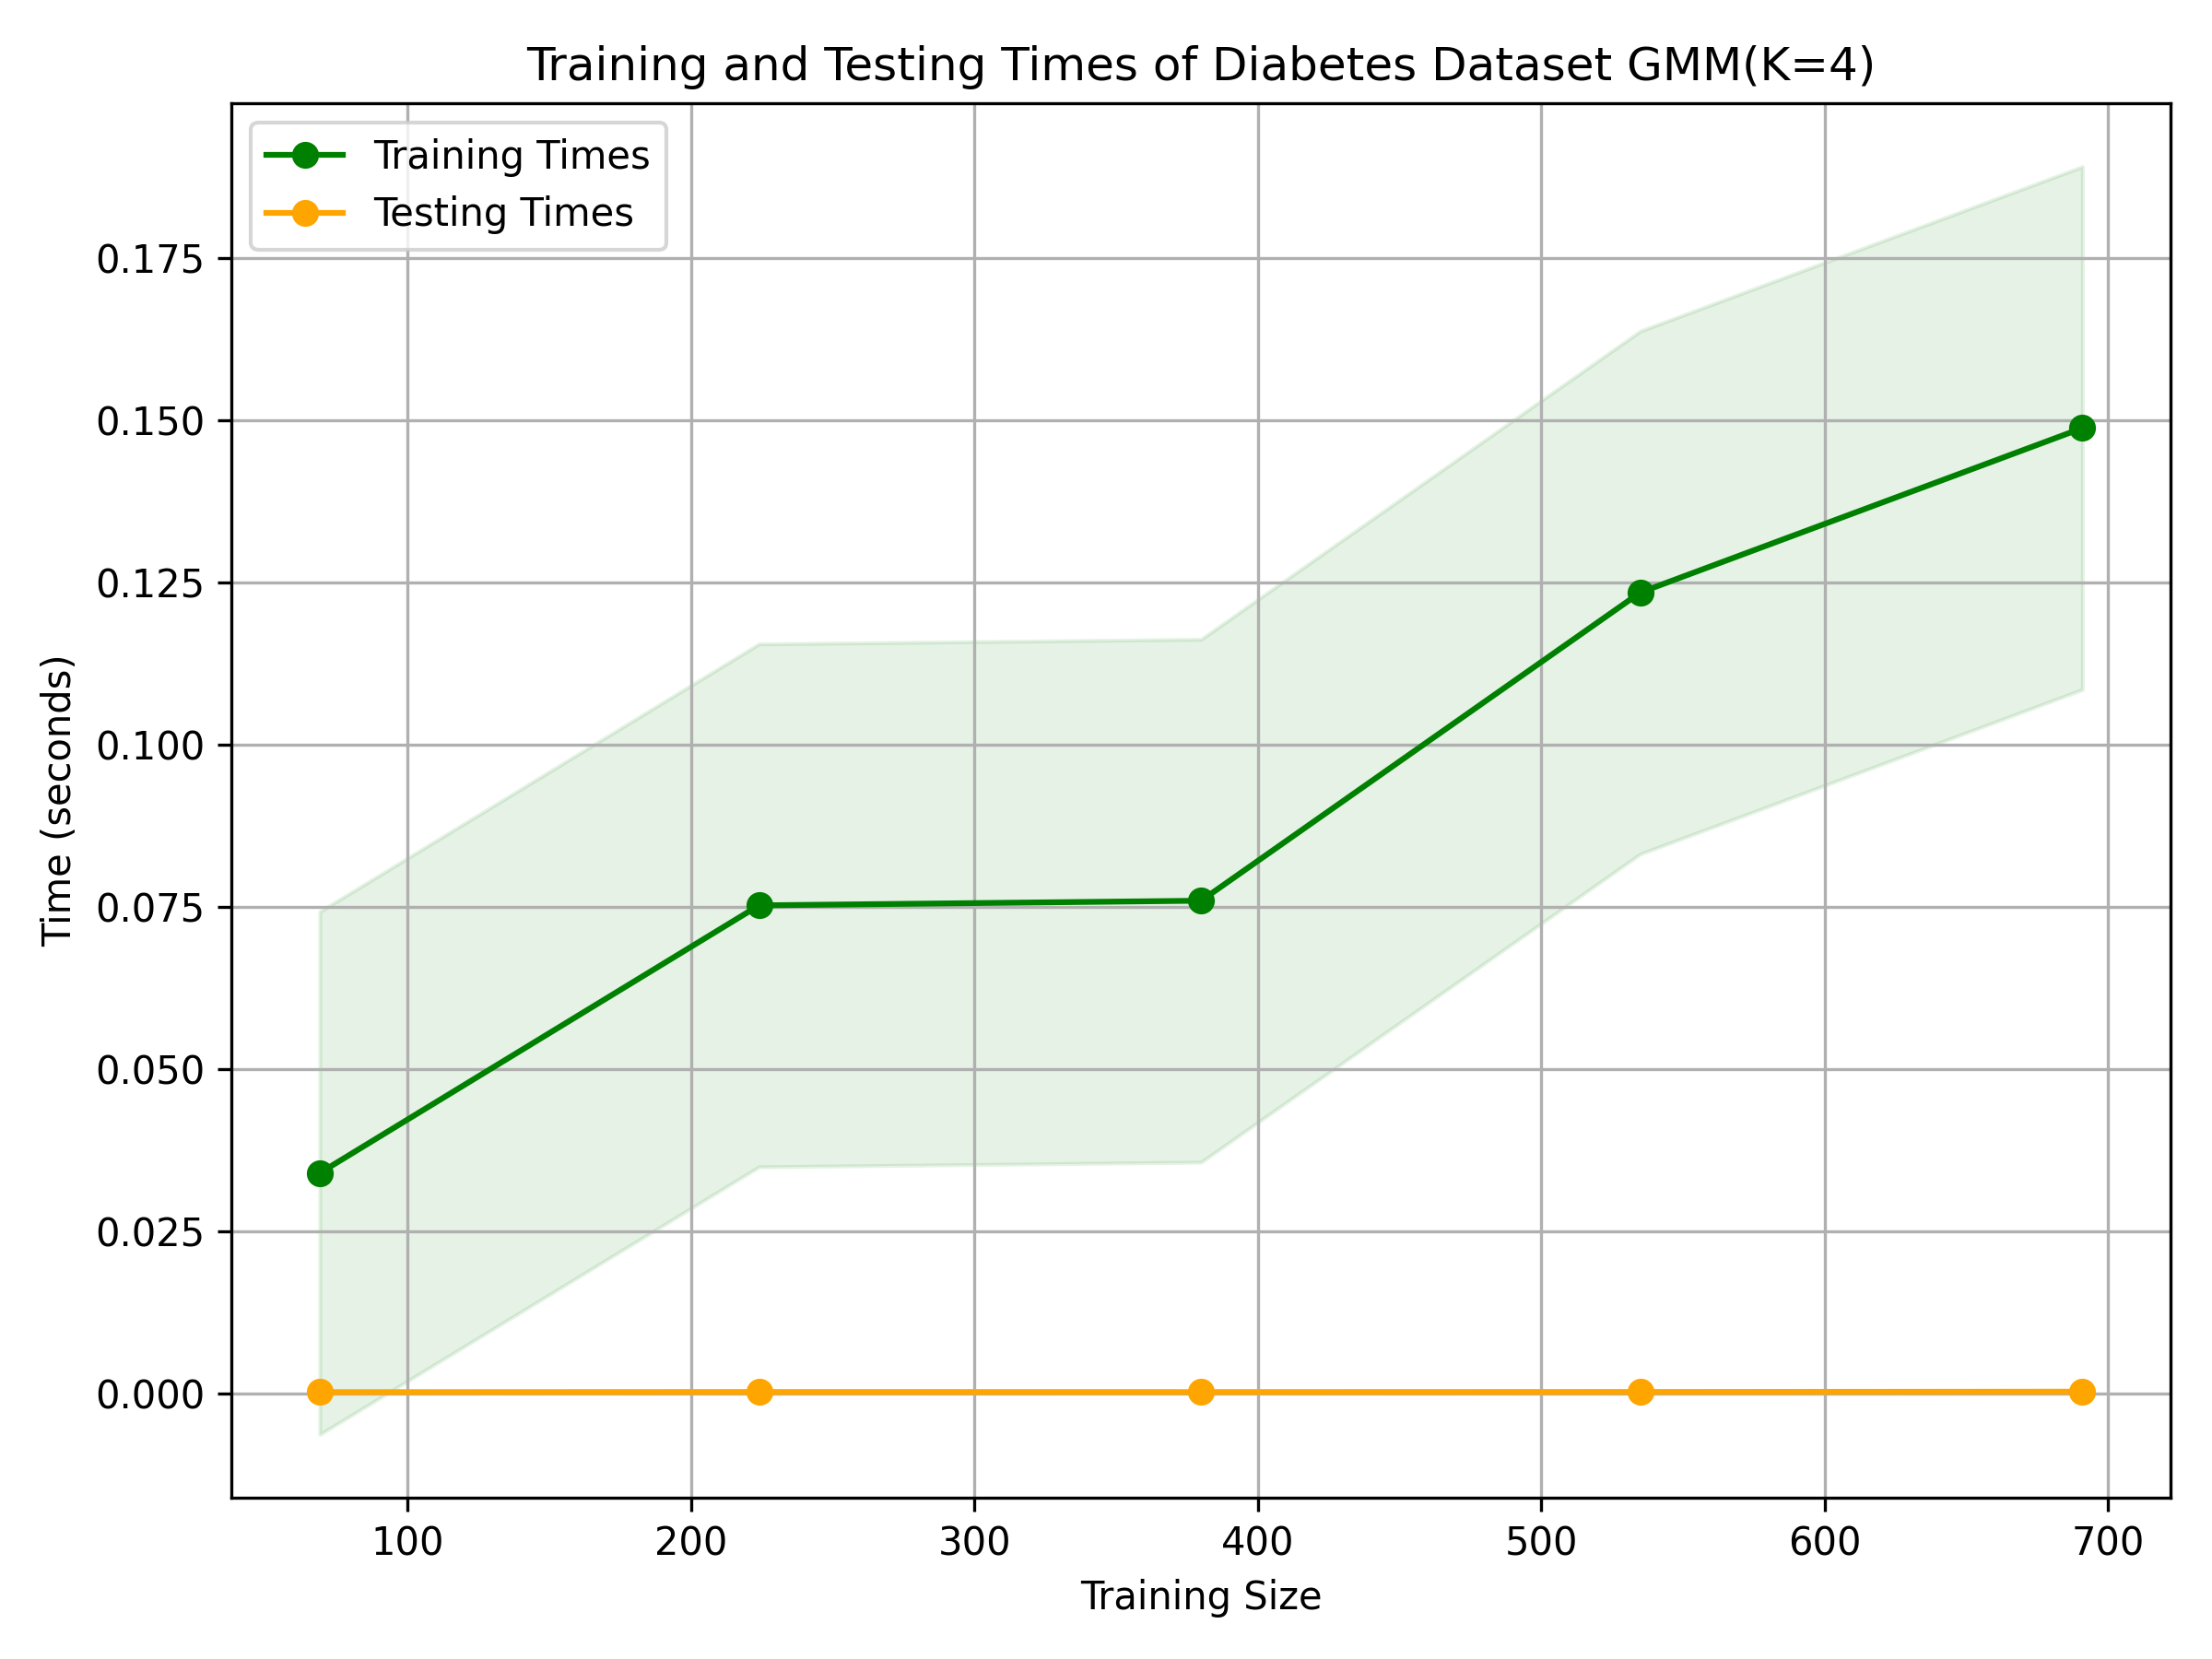 Training and Testing Times of Diabetes Dataset GMM(K=4)
Training Times
Testing Times
0.175
0.150
0.125
0.100
0.075
0.050
0.025
0.000
Time (seconds)
100 200 300 400 500 600 700
Training Size